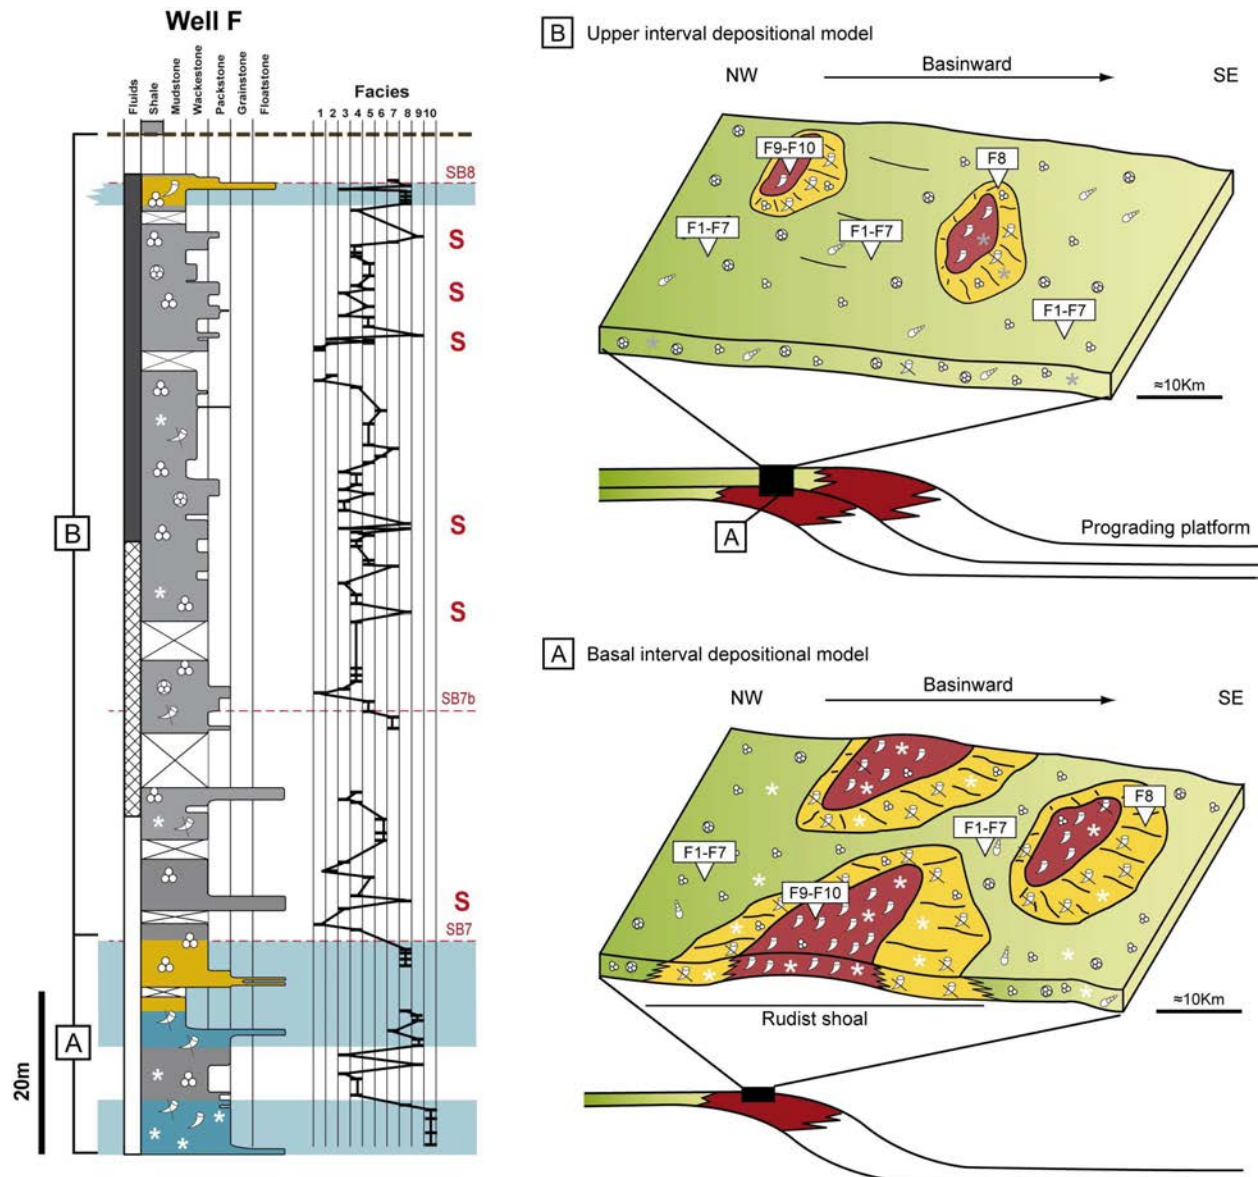 Well F
Fluids
Shale
Mudstone
Wackestone
Packstone
Grainstone
Floatstone
Facies
1 2 3 4 5 6 7 8 9 10
SB8
S
S
S
S
S
SB7b
S
SB7
B
A
20m
B Upper interval depositional model
NW Basinward SE
F9-F10
F8
F1-F7
F1-F7
F1-F7
≈10Km
A
Prograding platform
A Basal interval depositional model
NW Basinward SE
F8
F1-F7
F1-F7
F9-F10
≈10Km
Rudist shoal